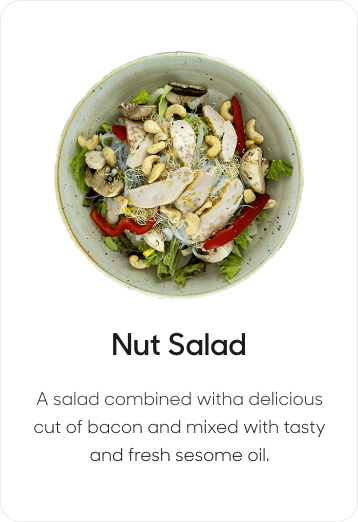 Nut Salad
A salad combined witha delicious
cut of bacon and mixed with tasty
and fresh sesome oil.